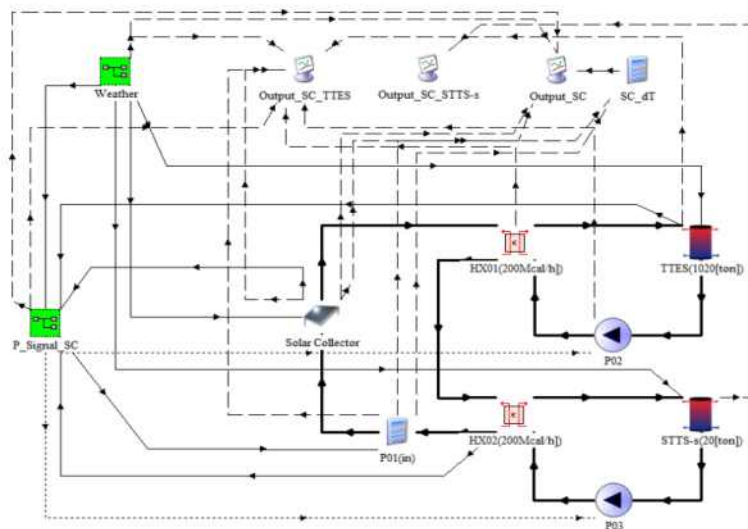 Weather
Output_SC_TTES
Output_SC_STTS-s
Output_SC
SC_dT
HX01(200Mcal/h])
TTES(1020[ton])
P_Signal_SC
Solar Collector
P02
P01(in)
HX02(200Mcal/h])
STTS-s(20[ton])
P03